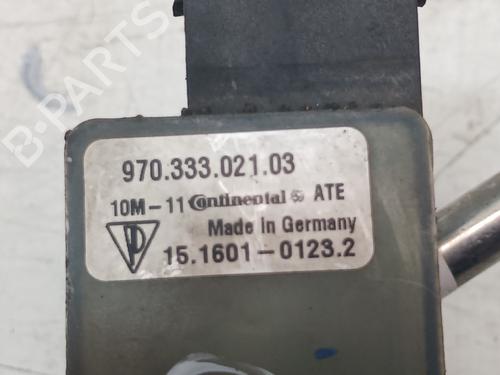 B-PARTS
970.333.021.03
10M-11 Continental ATE
Made in Germany
15.1601-0123.2